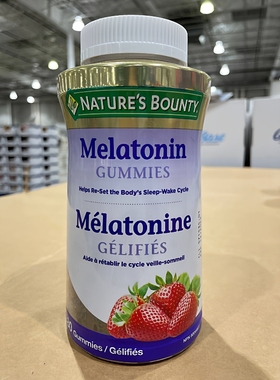 NATURE'S BOUNTY
Melatonin
GUMMIES
Helps Re-Set the Body's Sleep-Wake Cycle
Mélatonine
GÉLIFIÉS
Aide à rétablir le cycle veille-sommeil
Gummies / Gélifiés